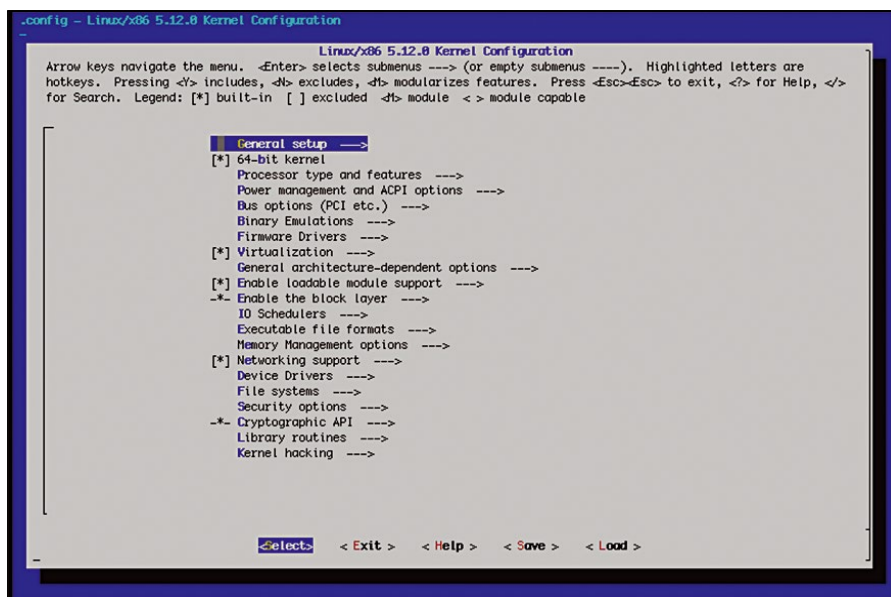 .config - Linux/x86 5.12.0 Kernel Configuration
Linux/x86 5.12.0 Kernel Configuration
Arrow keys navigate the menu. <Enter> selects submenus ---> (or empty submenus ----). Highlighted letters are
hotkeys. Pressing <Y> includes, <N> excludes, <M> modularizes features. Press <Esc><Esc> to exit, <?> for Help, </>
for Search. Legend: [*] built-in [ ] excluded <M> module < > module capable
General setup --->
[*] 64-bit kernel
Processor type and features --->
Power management and ACPI options --->
Bus options (PCI etc.) --->
Binary Emulations --->
Firmware Drivers --->
[*] Virtualization --->
General architecture-dependent options --->
[*] Enable loadable module support --->
-*- Enable the block layer --->
IO Schedulers --->
Executable file formats --->
Memory Management options --->
[*] Networking support --->
Device Drivers --->
File systems --->
Security options --->
-*- Cryptographic API --->
Library routines --->
Kernel hacking --->
<Select> < Exit > < Help > < Save > < Load >